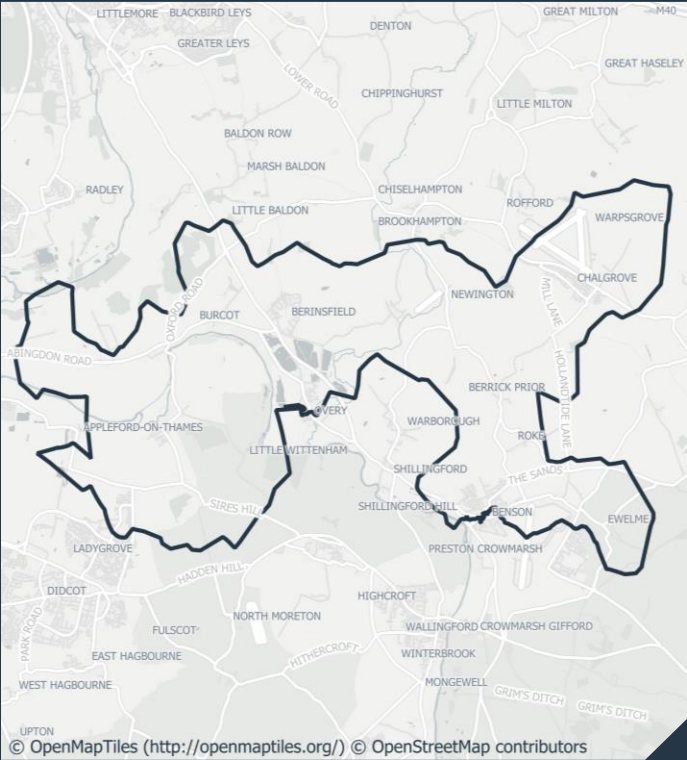 LITTLEMORE
BLACKBIRD LEYS
GREAT MILTON
M40
DENTON
GREATER LEYS
GREAT HASELEY
LOWER ROAD
CHIPPINGHURST
LITTLE MILTON
BALDON ROW
MARSH BALDON
RADLEY
CHISELHAMPTON
ROFFORD
LITTLE BALDON
BROOKHAMPTON
WARPSGROVE
CHALGROVE
NEWINGTON
MILL LANE
OXFORD ROAD
BURCOT
BERINSFIELD
ABINGDON ROAD
HOLLANDTIDE LANE
BERRICK PRIOR
OVERY
WARBOROUGH
APPLEFORD-ON-THAMES
ROKE
LITTLE WITTENHAM
SHILLINGFORD
THE SANDS
SIRES HILL
SHILLINGFORD HILL
BENSON
EWELME
LADYGROVE
PRESTON CROWMARSH
HADDEN HILL
DIDCOT
HIGHCROFT
PARK ROAD
NORTH MORETON
FULSCOT
WALLINGFORD
CROWMARSH GIFFORD
EAST HAGBOURNE
HITHERCROFT
WINTERBROOK
WEST HAGBOURNE
MONGEWELL
GRIM'S DITCH
GRIM'S DITCH
UPTON
© OpenMapTiles (http://openmaptiles.org/) © OpenStreetMap contributors